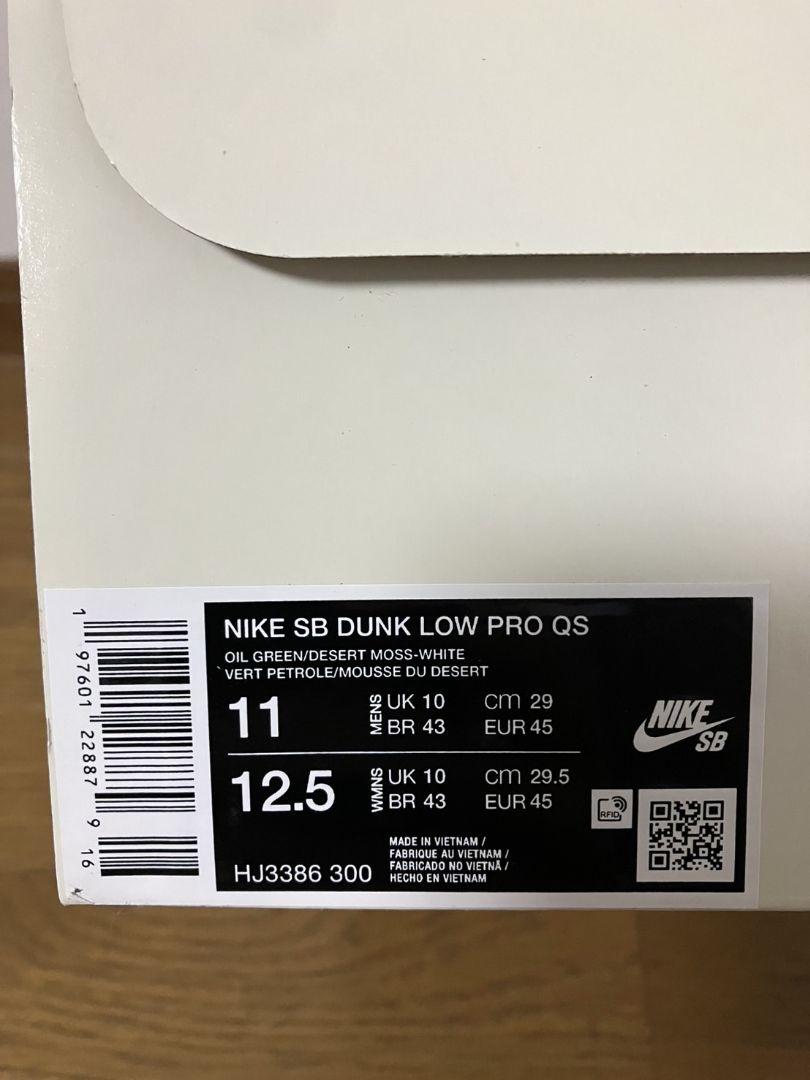 NIKE SB DUNK LOW PRO QS
OIL GREEN/DESERT MOSS-WHITE
VERT PETROLE/MOUSSE DU DESERT
11 MENS UK 10 cm 29
BR 43 EUR 45
12.5 WMNS UK 10 cm 29.5
BR 43 EUR 45
NIKE
SB
RFID
HJ3386 300
MADE IN VIETNAM /
FABRIQUE AU VIETNAM /
FABRICADO NO VIETNÃ /
HECHO EN VIETNAM
1 97601 22887 9 16